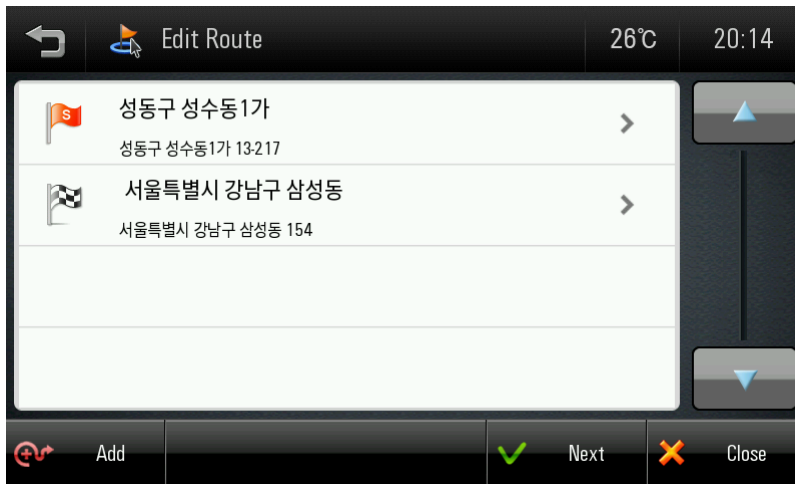 Edit Route
26℃
20:14
S
성동구 성수동1가
성동구 성수동1가 13-217
서울특별시 강남구 삼성동
서울특별시 강남구 삼성동 154
Add
Next
Close